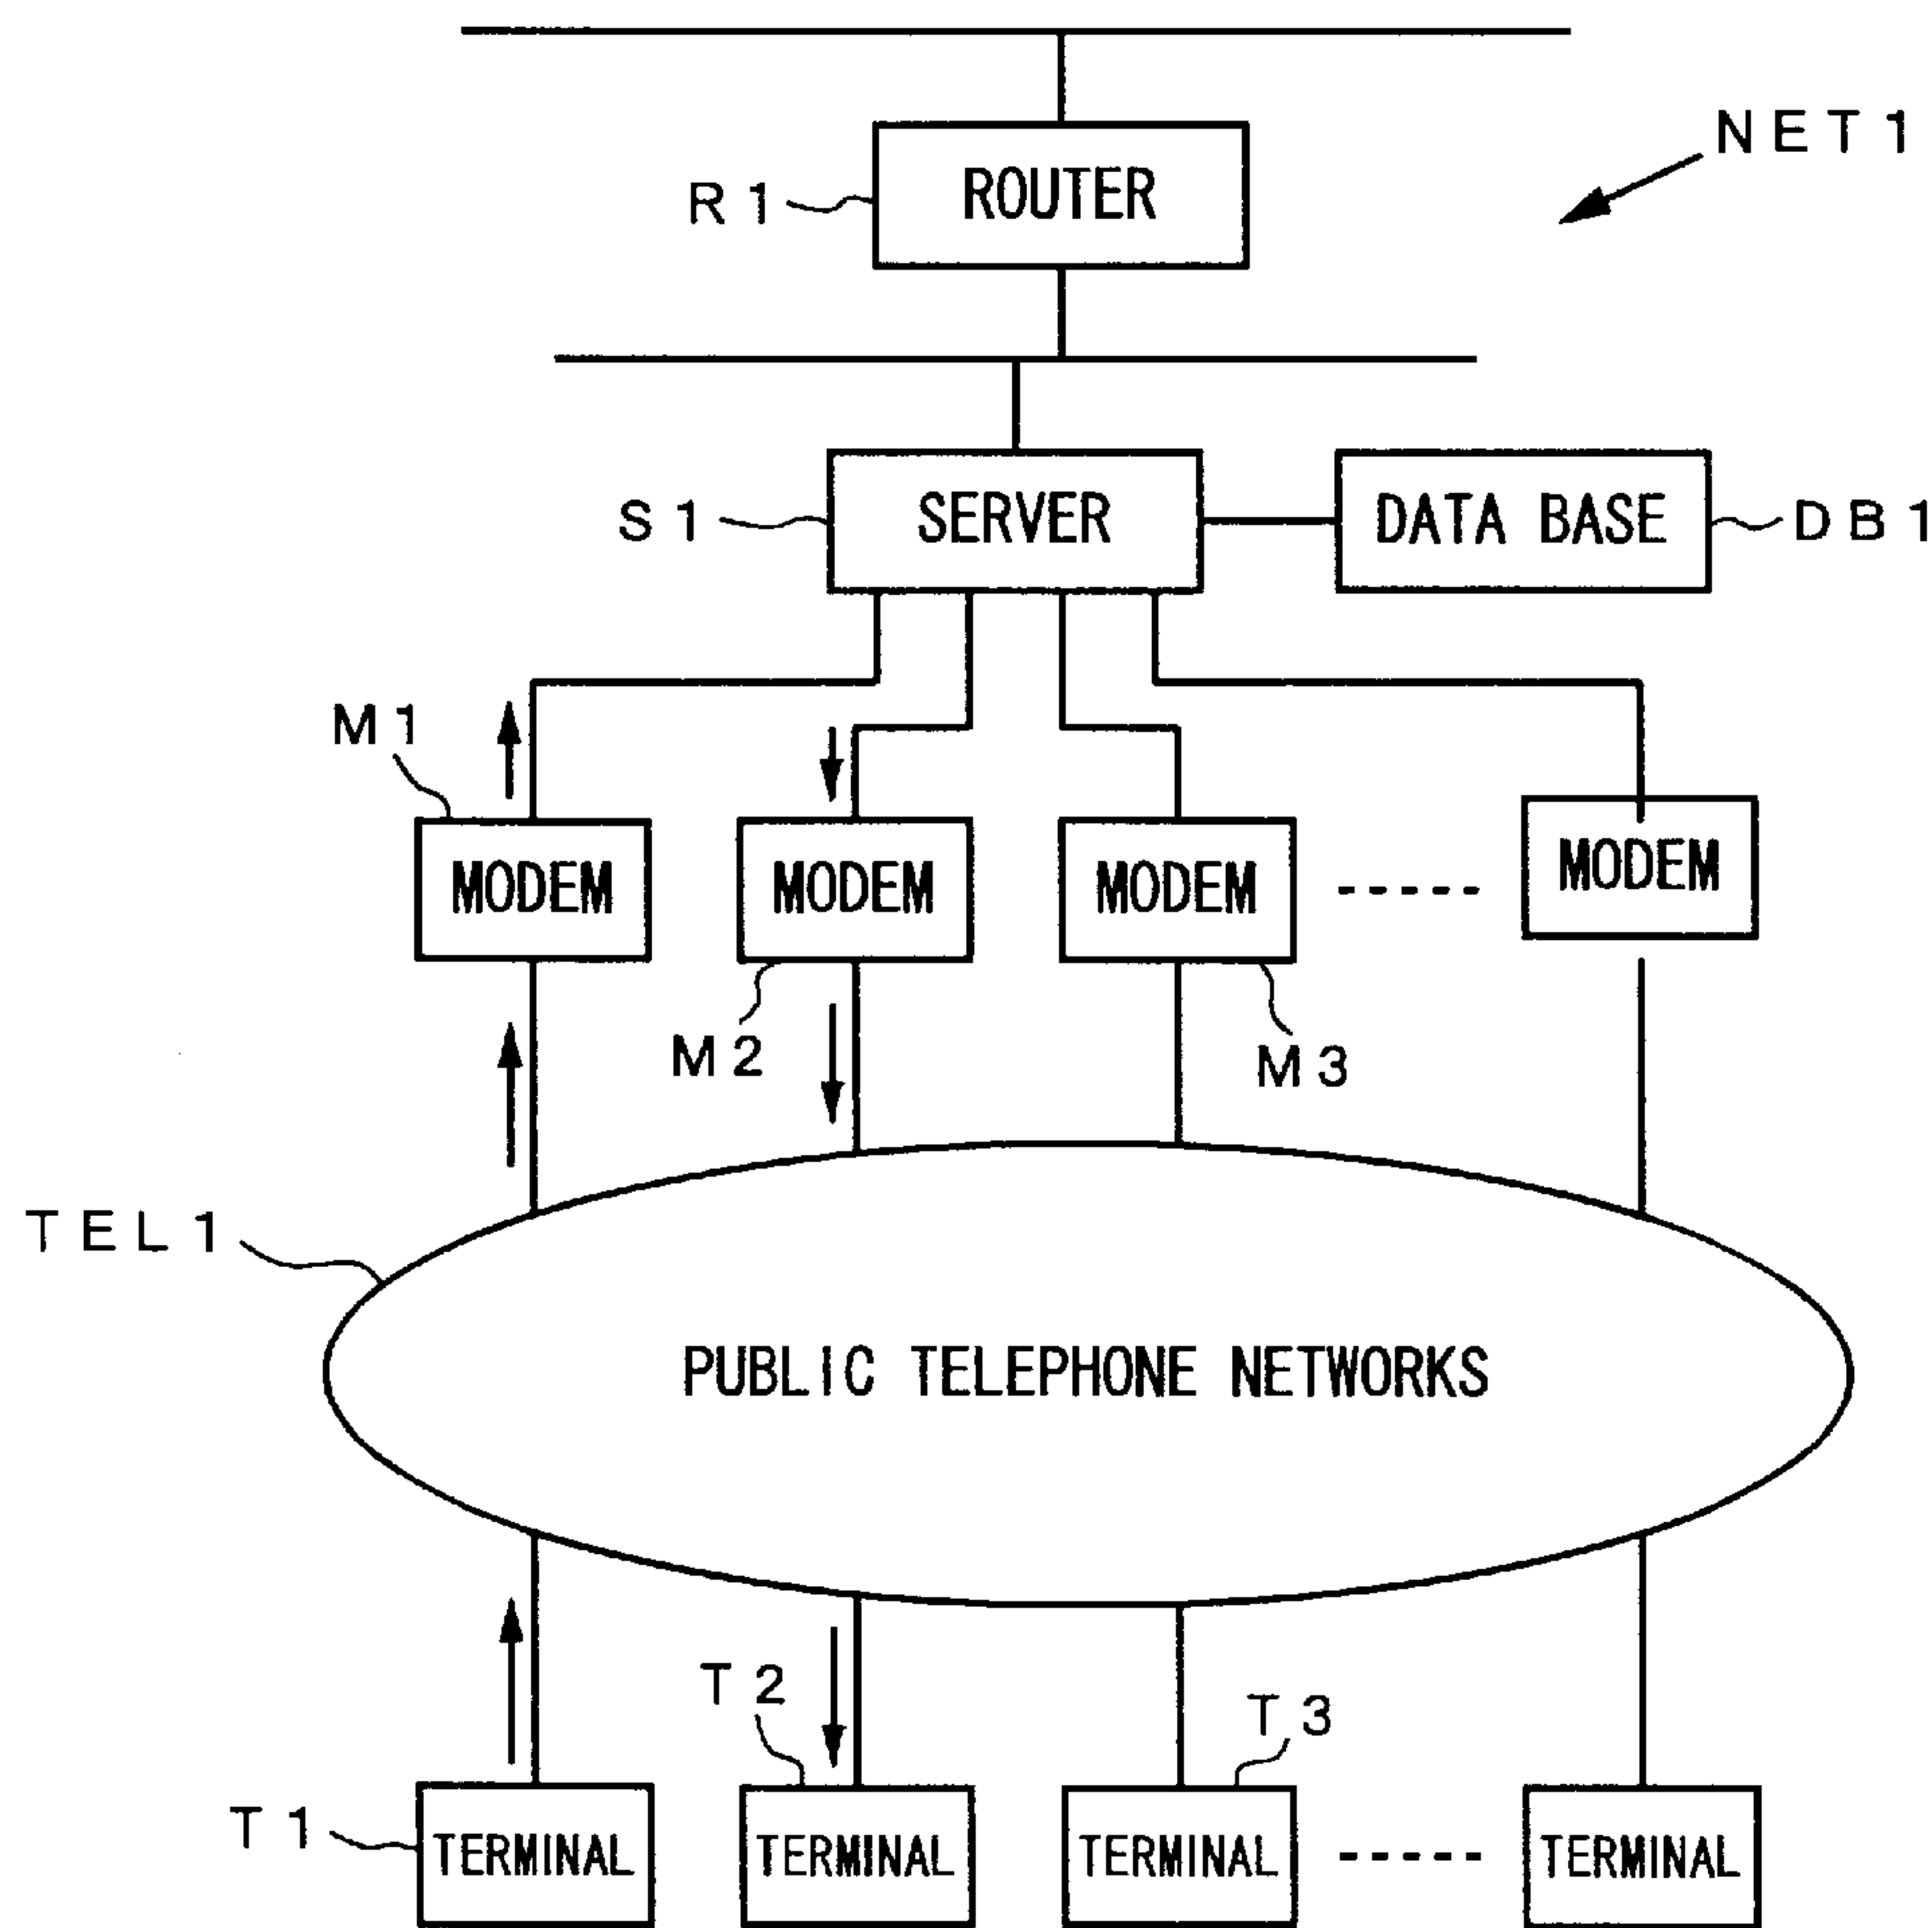 NET1
R1
ROUTER
S1
SERVER
DATA BASE
DB1
M1
MODEM
MODEM
MODEM
MODEM
M2
M3
TEL1
PUBLIC TELEPHONE NETWORKS
T2
T3
T1
TERMINAL
TERMINAL
TERMINAL
TERMINAL